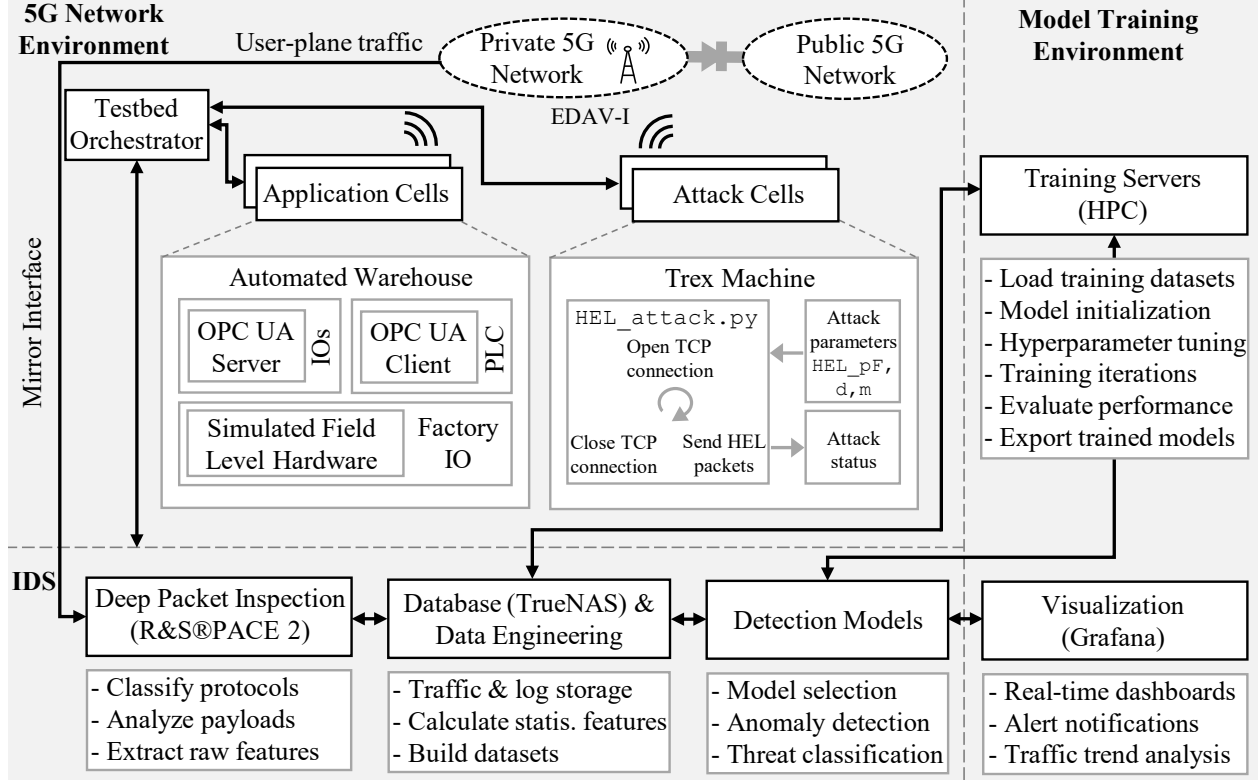 5G Network
Environment
User-plane traffic
Private 5G
Network
Public 5G
Network
Model Training
Environment
EDAV-I
Testbed
Orchestrator
Application Cells
Attack Cells
Training Servers
(HPC)
Mirror Interface
Automated Warehouse
OPC UA
Server
IOs
OPC UA
Client
PLC
Simulated Field
Level Hardware
Factory
IO
Trex Machine
HEL_attack.py
Open TCP
connection
Close TCP
connection
Send HEL
packets
Attack
parameters
HEL_pF,
d,m
Attack
status
- Load training datasets
- Model initialization
- Hyperparameter tuning
- Training iterations
- Evaluate performance
- Export trained models
IDS
Deep Packet Inspection
(R&S®PACE 2)
Database (TrueNAS) &
Data Engineering
Detection Models
Visualization
(Grafana)
- Classify protocols
- Analyze payloads
- Extract raw features
- Traffic & log storage
- Calculate statis. features
- Build datasets
- Model selection
- Anomaly detection
- Threat classification
- Real-time dashboards
- Alert notifications
- Traffic trend analysis